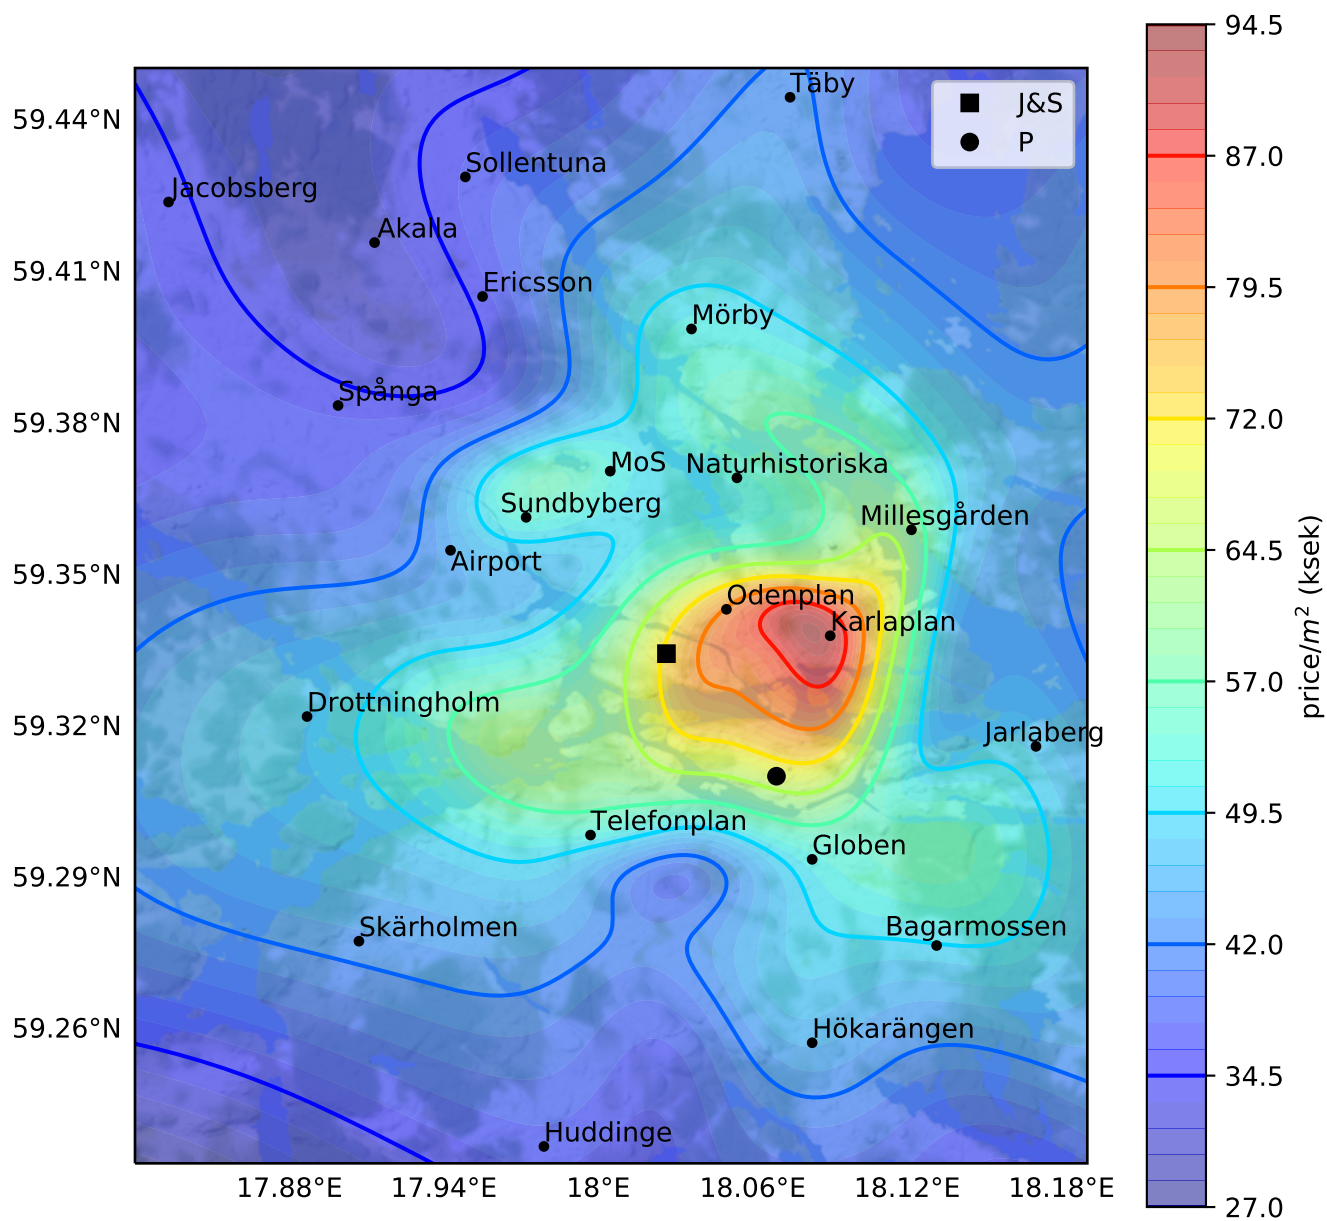 94.5
Täby
J&S
P
59.44°N
87.0
Sollentuna
Jacobsberg
Akalla
59.41°N
Ericsson
79.5
Mörby
Spånga
59.38°N
72.0
MoS
Naturhistoriska
Sundbyberg
Millesgården
Airport
64.5
59.35°N
Odenplan
Karlaplan
price/m² (ksek)
57.0
Drottningholm
59.32°N
Jarlaberg
Telefonplan
49.5
Globen
59.29°N
Skärholmen
Bagarmossen
42.0
59.26°N
Hökarängen
34.5
Huddinge
17.88°E 17.94°E 18°E 18.06°E 18.12°E 18.18°E
27.0